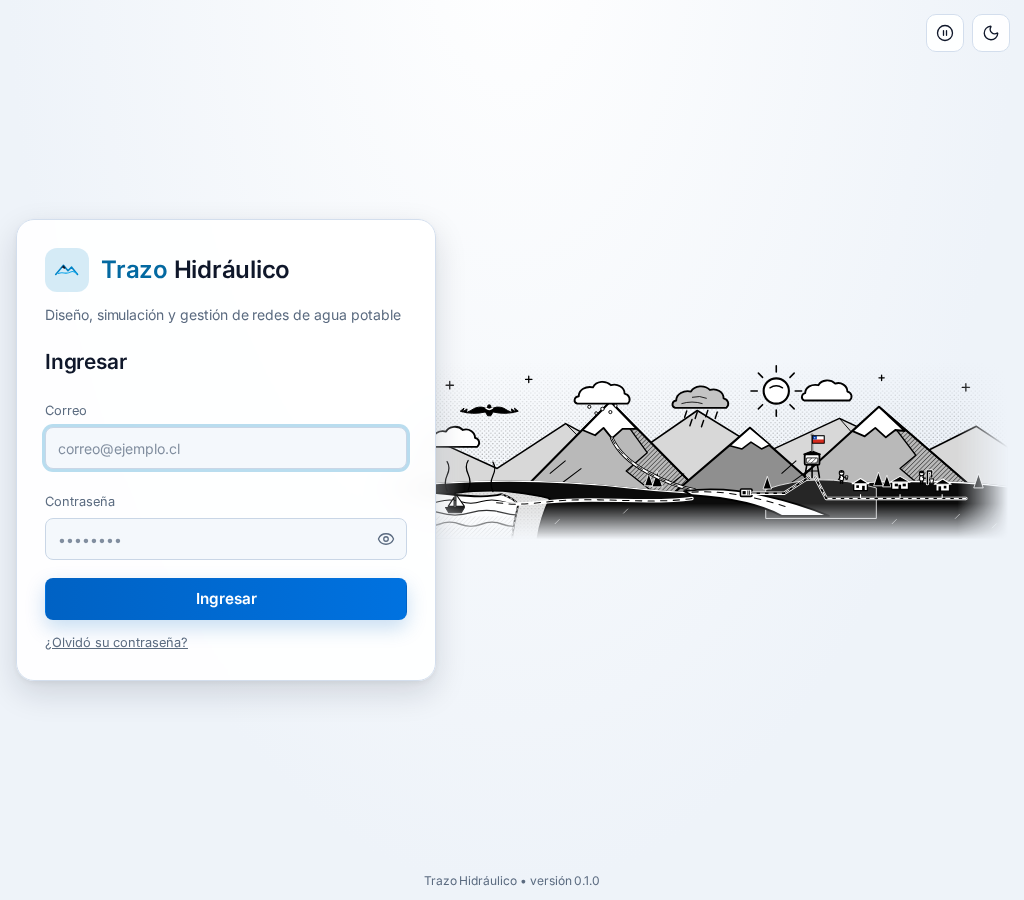 Trazo Hidráulico
Diseño, simulación y gestión de redes de agua potable
Ingresar
Correo
correo@ejemplo.cl
Contraseña
••••••••
Ingresar
¿Olvidó su contraseña?
Trazo Hidráulico • versión 0.1.0